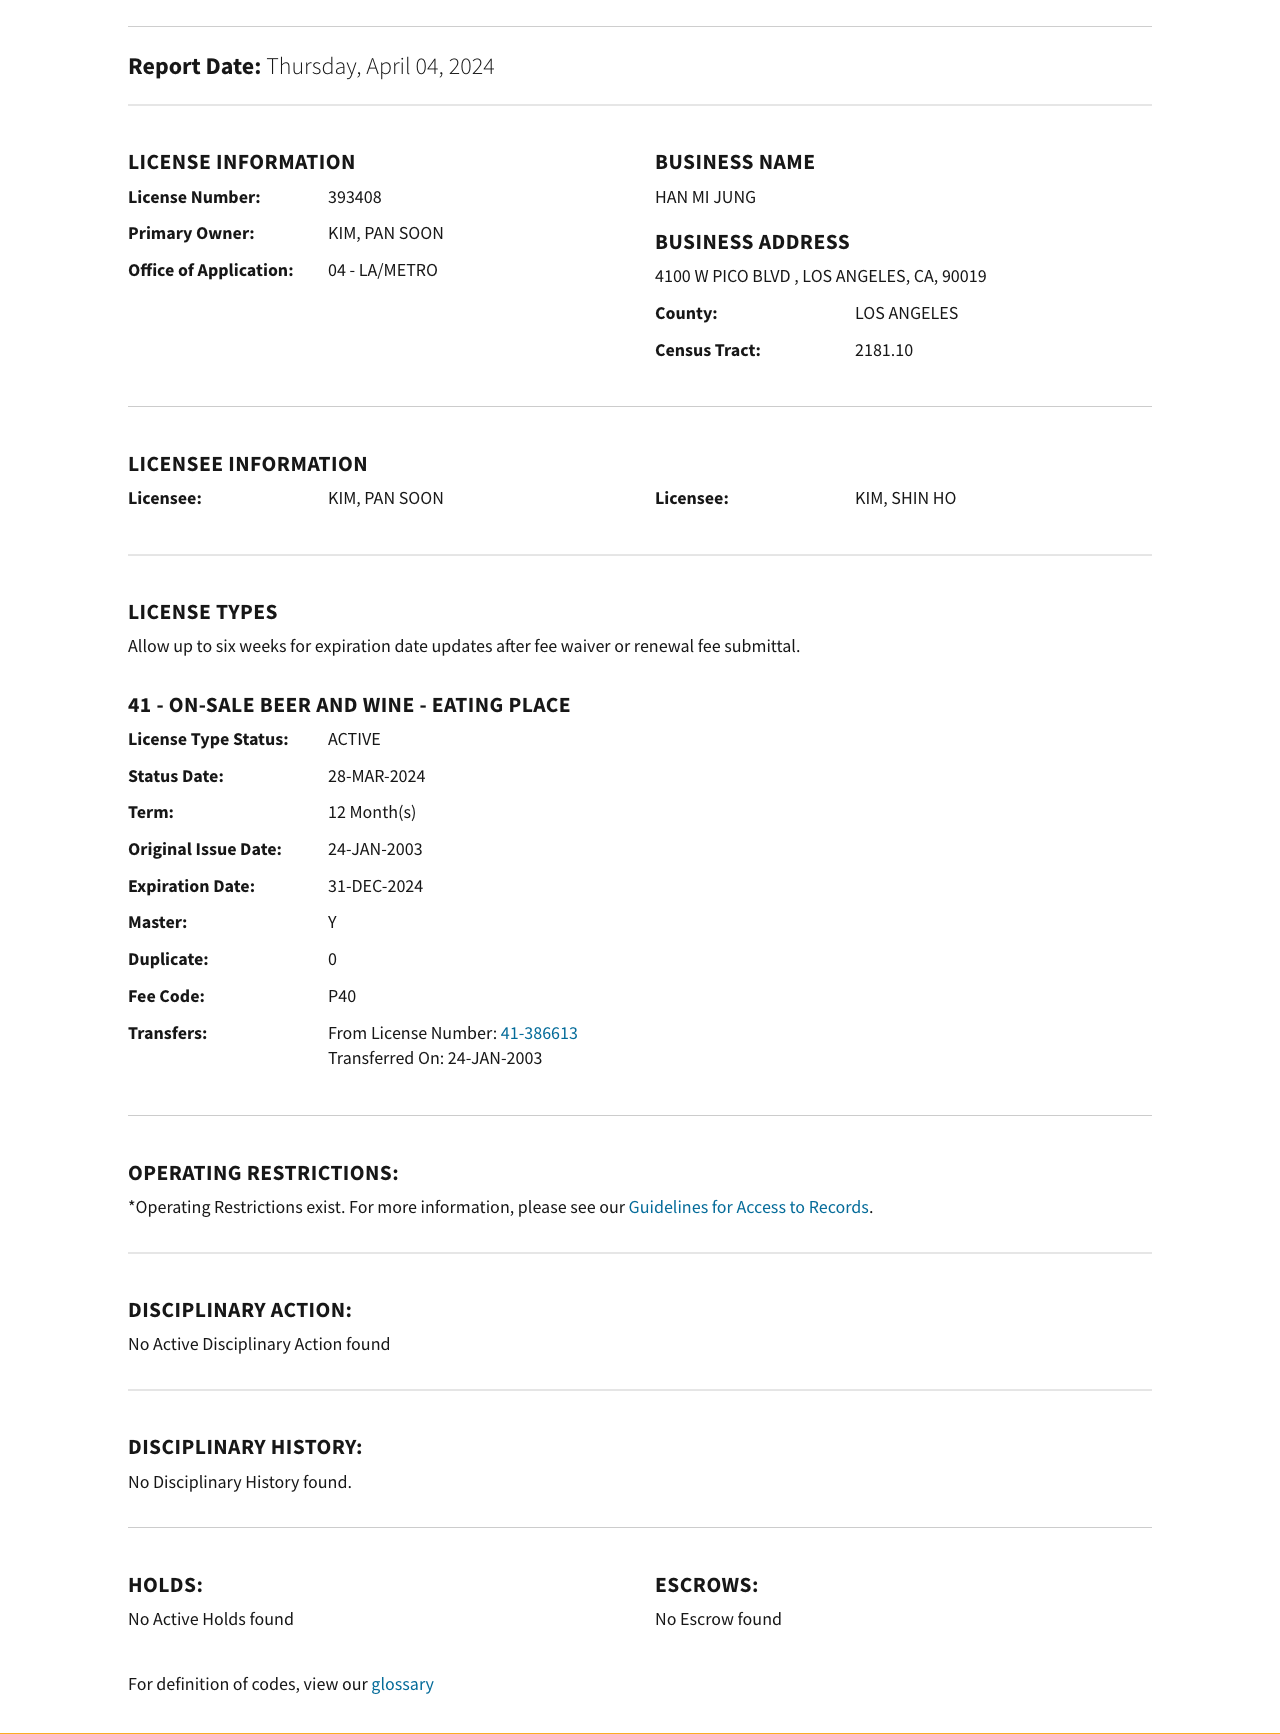 Report Date: Thursday, April 04, 2024
LICENSE INFORMATION
License Number: 393408
Primary Owner: KIM, PAN SOON
Office of Application: 04 - LA/METRO
BUSINESS NAME
HAN MI JUNG
BUSINESS ADDRESS
4100 W PICO BLVD , LOS ANGELES, CA, 90019
County: LOS ANGELES
Census Tract: 2181.10
LICENSEE INFORMATION
Licensee: KIM, PAN SOON
Licensee: KIM, SHIN HO
LICENSE TYPES
Allow up to six weeks for expiration date updates after fee waiver or renewal fee submittal.
41 - ON-SALE BEER AND WINE - EATING PLACE
License Type Status: ACTIVE
Status Date: 28-MAR-2024
Term: 12 Month(s)
Original Issue Date: 24-JAN-2003
Expiration Date: 31-DEC-2024
Master: Y
Duplicate: 0
Fee Code: P40
Transfers: From License Number: 41-386613
Transferred On: 24-JAN-2003
OPERATING RESTRICTIONS:
*Operating Restrictions exist. For more information, please see our Guidelines for Access to Records.
DISCIPLINARY ACTION:
No Active Disciplinary Action found
DISCIPLINARY HISTORY:
No Disciplinary History found.
HOLDS:
No Active Holds found
ESCROWS:
No Escrow found
For definition of codes, view our glossary